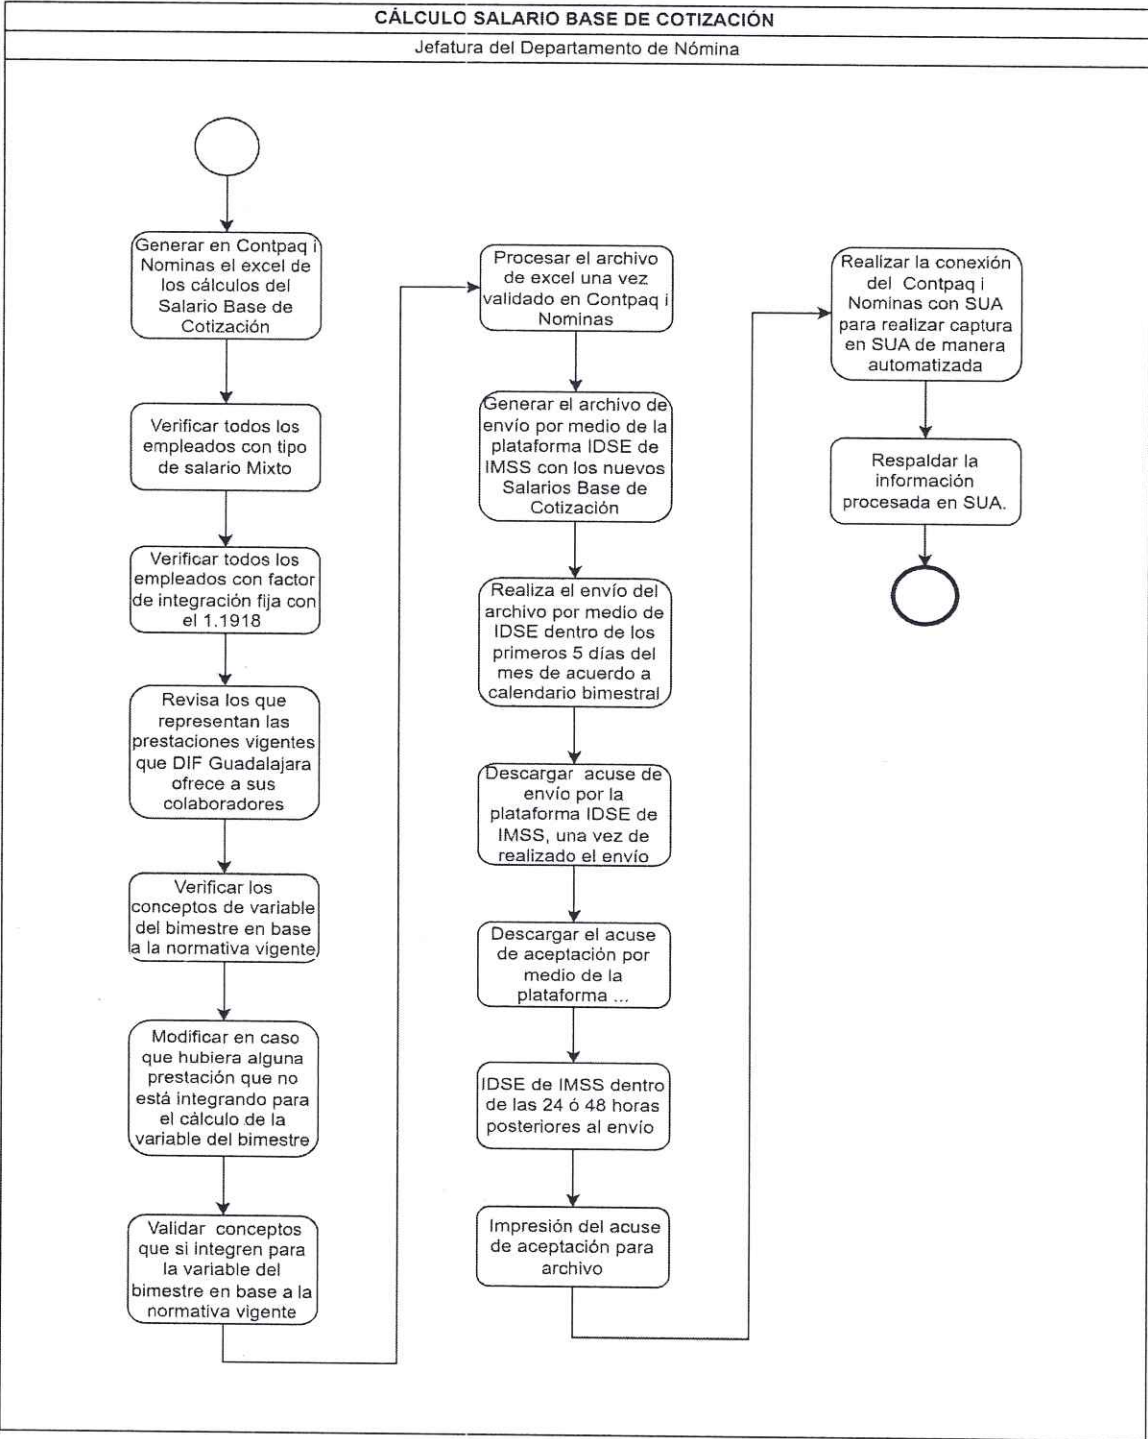 CÁLCULO SALARIO BASE DE COTIZACIÓN
Jefatura del Departamento de Nómina
Generar en Contpaq i
Nominas el excel de
los cálculos del
Salario Base de
Cotización
Verificar todos los
empleados con tipo
de salario Mixto
Verificar todos los
empleados con factor
de integración fija con
el 1.1918
Revisa los que
representan las
prestaciones vigentes
que DIF Guadalajara
ofrece a sus
colaboradores
Verificar los
conceptos de variable
del bimestre en base
a la normativa vigente
Modificar en caso
que hubiera alguna
prestación que no
está integrando para
el cálculo de la
variable del bimestre
Validar conceptos
que si integren para
la variable del
bimestre en base a la
normativa vigente
Procesar el archivo
de excel una vez
validado en Contpaq i
Nominas
Generar el archivo de
envío por medio de la
plataforma IDSE de
IMSS con los nuevos
Salarios Base de
Cotización
Realiza el envío del
archivo por medio de
IDSE dentro de los
primeros 5 días del
mes de acuerdo a
calendario bimestral
Descargar acuse de
envío por la
plataforma IDSE de
IMSS, una vez de
realizado el envío
Descargar el acuse
de aceptación por
medio de la
plataforma ...
IDSE de IMSS dentro
de las 24 ó 48 horas
posteriores al envío
Impresión del acuse
de aceptación para
archivo
Realizar la conexión
del Contpaq i
Nominas con SUA
para realizar captura
en SUA de manera
automatizada
Respaldar la
información
procesada en SUA.